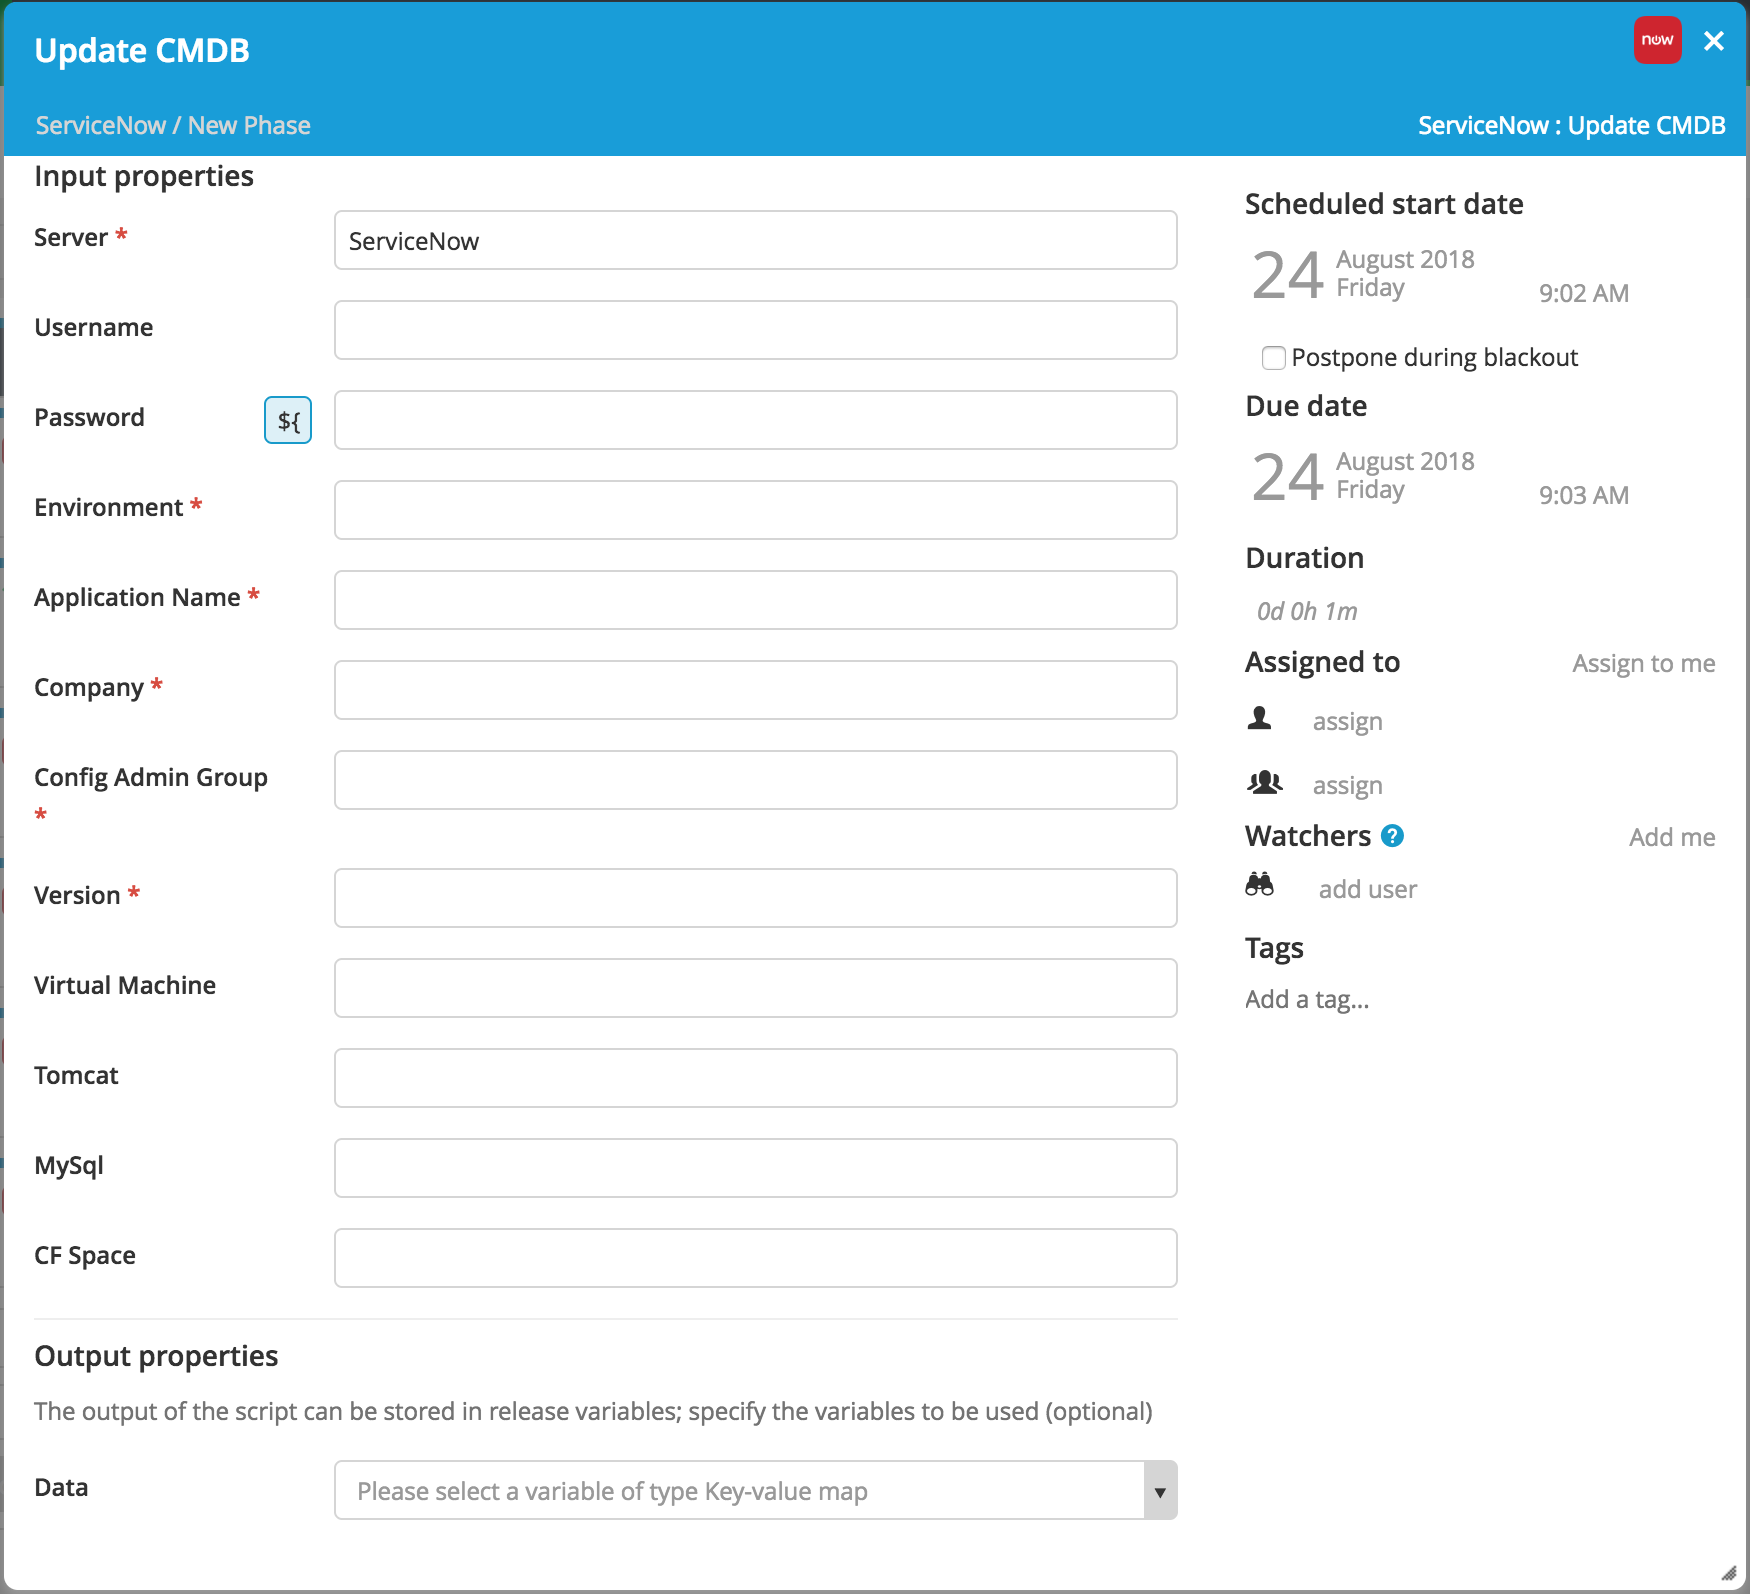 Update CMDB
now
ServiceNow / New Phase
ServiceNow : Update CMDB
Input properties
Server *
ServiceNow
Username
Password
${
Environment *
Application Name *
Company *
Config Admin Group
*
Version *
Virtual Machine
Tomcat
MySql
CF Space
Output properties
The output of the script can be stored in release variables; specify the variables to be used (optional)
Data
Please select a variable of type Key-value map
Scheduled start date
24
August 2018
Friday
9:02 AM
Postpone during blackout
Due date
24
August 2018
Friday
9:03 AM
Duration
0d 0h 1m
Assigned to
Assign to me
assign
assign
Watchers ?
Add me
add user
Tags
Add a tag...